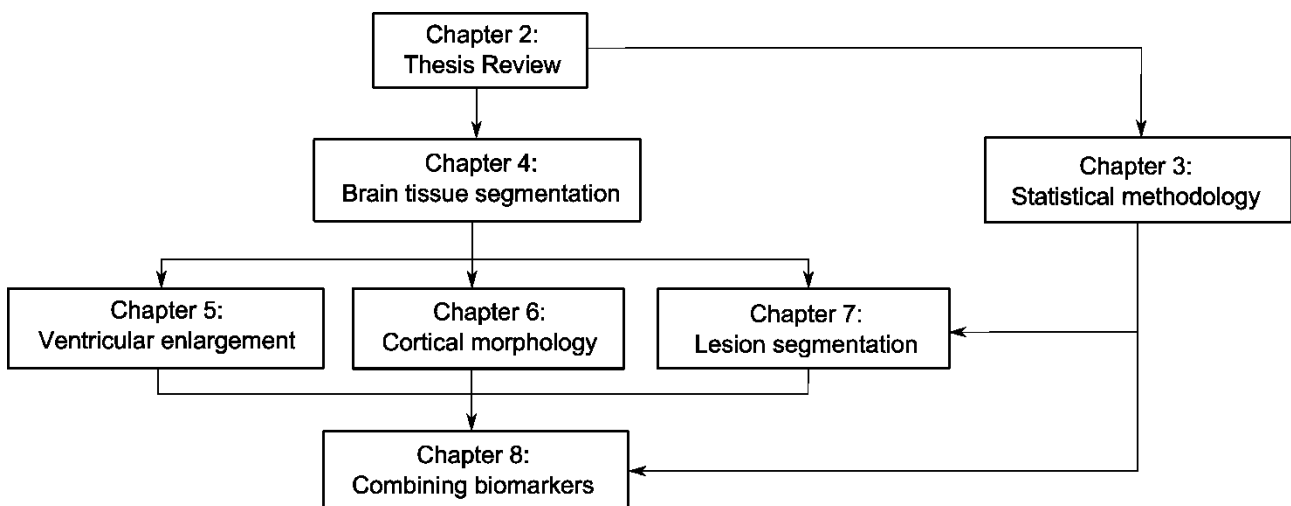 Chapter 2:
Thesis Review
Chapter 4:
Brain tissue segmentation
Chapter 3:
Statistical methodology
Chapter 5:
Ventricular enlargement
Chapter 6:
Cortical morphology
Chapter 7:
Lesion segmentation
Chapter 8:
Combining biomarkers